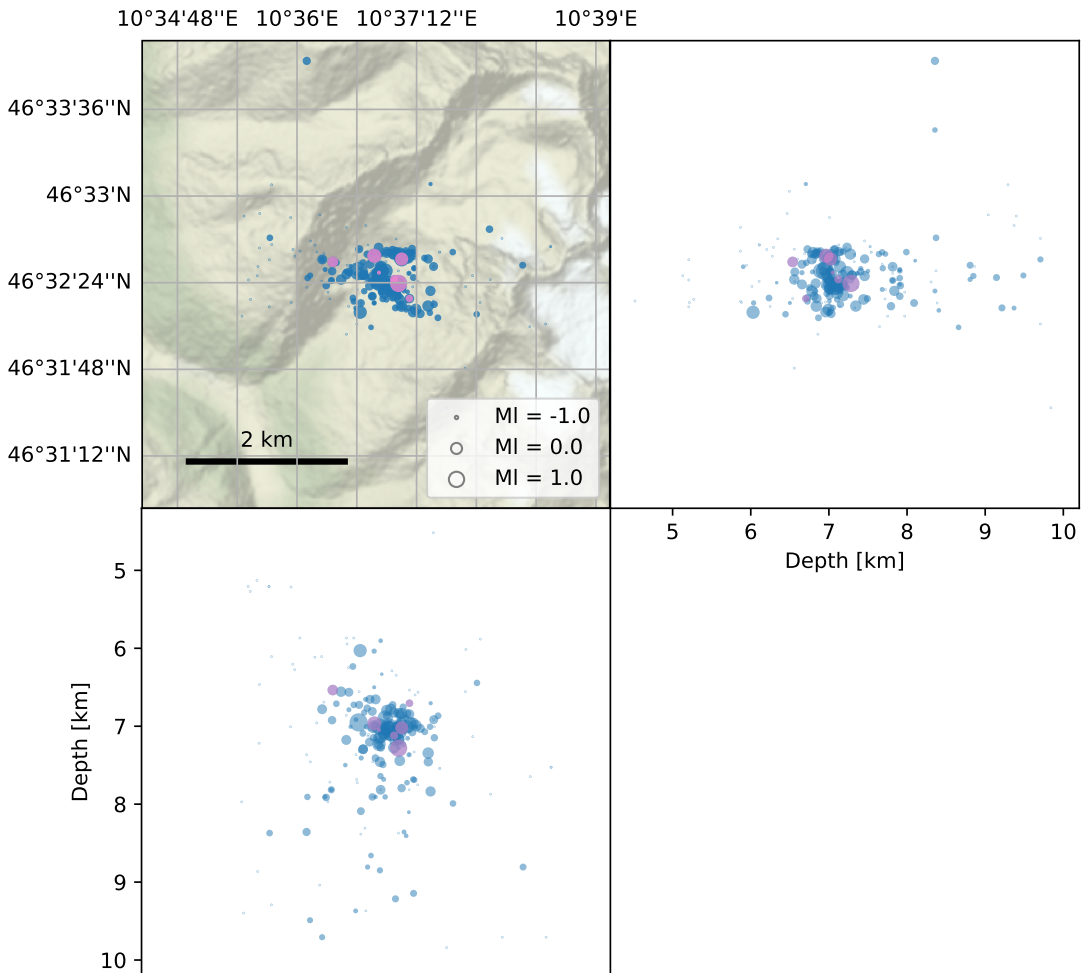 10°34'48''E 10°36'E 10°37'12''E 10°39'E
46°33'36''N
46°33'N
46°32'24''N
46°31'48''N
46°31'12''N
2 km
Ml = -1.0
Ml = 0.0
Ml = 1.0
5 6 7 8 9 10
Depth [km]
5
6
7
8
9
10
Depth [km]